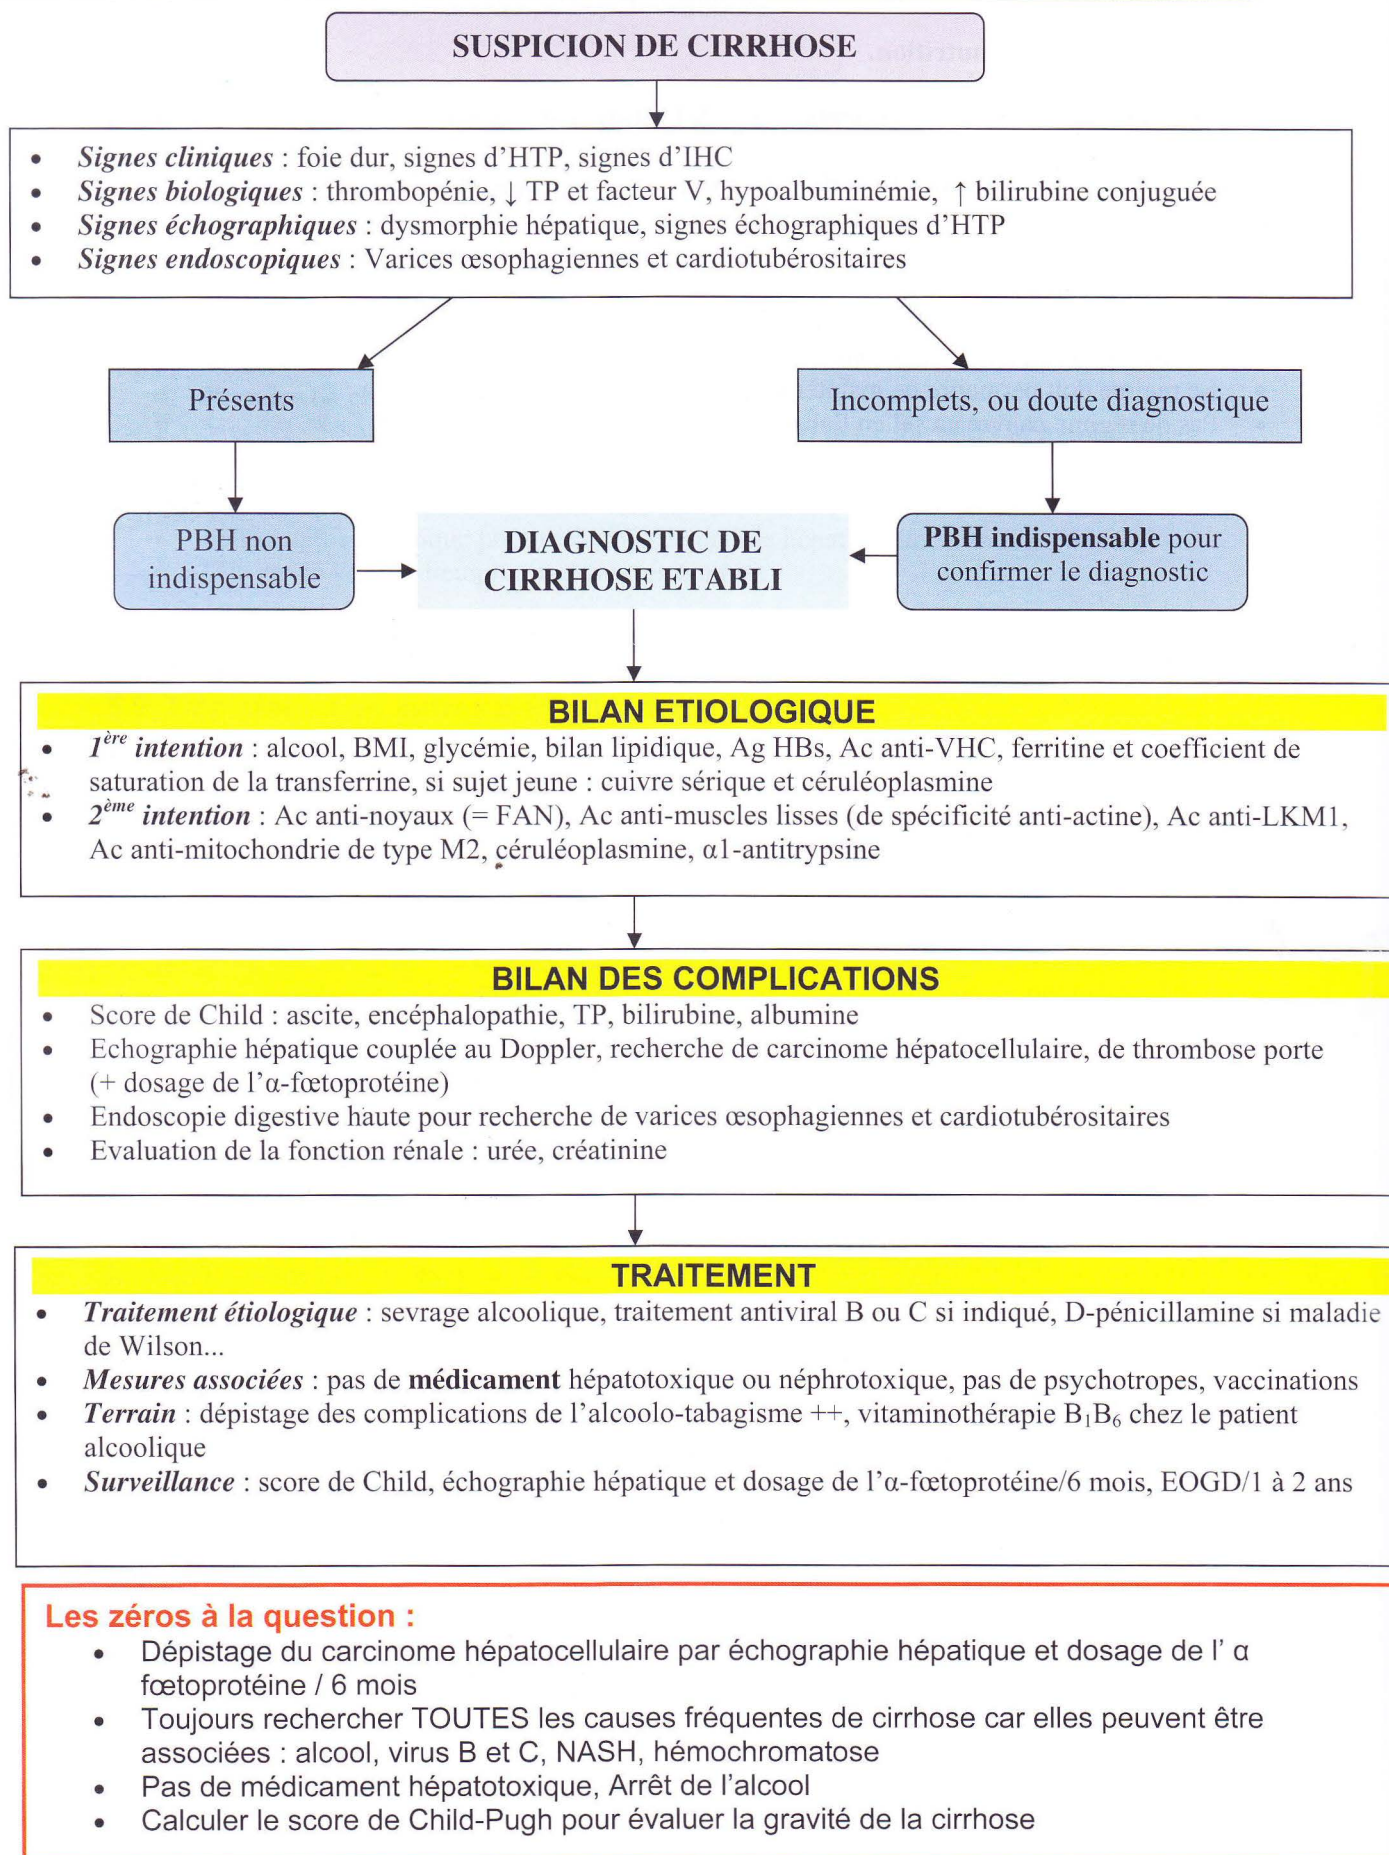 SUSPICION DE CIRRHOSE
• Signes cliniques : foie dur, signes d'HTP, signes d'IHC
• Signes biologiques : thrombopénie, ↓ TP et facteur V, hypoalbuminémie, ↑ bilirubine conjuguée
• Signes échographiques : dysmorphie hépatique, signes échographiques d'HTP
• Signes endoscopiques : Varices œsophagiennes et cardiotubérositaires
Présents
Incomplets, ou doute diagnostique
PBH non
indispensable
DIAGNOSTIC DE
CIRRHOSE ETABLI
PBH indispensable pour
confirmer le diagnostic
BILAN ETIOLOGIQUE
• 1ère intention : alcool, BMI, glycémie, bilan lipidique, Ag HBs, Ac anti-VHC, ferritine et coefficient de
saturation de la transferrine, si sujet jeune : cuivre sérique et céruléoplasmine
• 2ème intention : Ac anti-noyaux (= FAN), Ac anti-muscles lisses (de spécificité anti-actine), Ac anti-LKM1,
Ac anti-mitochondrie de type M2, céruléoplasmine, α1-antitrypsine
BILAN DES COMPLICATIONS
• Score de Child : ascite, encéphalopathie, TP, bilirubine, albumine
• Echographie hépatique couplée au Doppler, recherche de carcinome hépatocellulaire, de thrombose porte
(+ dosage de l'α-fœtoprotéine)
• Endoscopie digestive haute pour recherche de varices œsophagiennes et cardiotubérositaires
• Evaluation de la fonction rénale : urée, créatinine
TRAITEMENT
• Traitement étiologique : sevrage alcoolique, traitement antiviral B ou C si indiqué, D-pénicillamine si maladie
de Wilson...
• Mesures associées : pas de médicament hépatotoxique ou néphrotoxique, pas de psychotropes, vaccinations
• Terrain : dépistage des complications de l'alcoolo-tabagisme ++, vitaminothérapie B₁B₆ chez le patient
alcoolique
• Surveillance : score de Child, échographie hépatique et dosage de l'α-fœtoprotéine/6 mois, EOGD/1 à 2 ans
Les zéros à la question :
• Dépistage du carcinome hépatocellulaire par échographie hépatique et dosage de l' α
fœtoprotéine / 6 mois
• Toujours rechercher TOUTES les causes fréquentes de cirrhose car elles peuvent être
associées : alcool, virus B et C, NASH, hémochromatose
• Pas de médicament hépatotoxique, Arrêt de l'alcool
• Calculer le score de Child-Pugh pour évaluer la gravité de la cirrhose